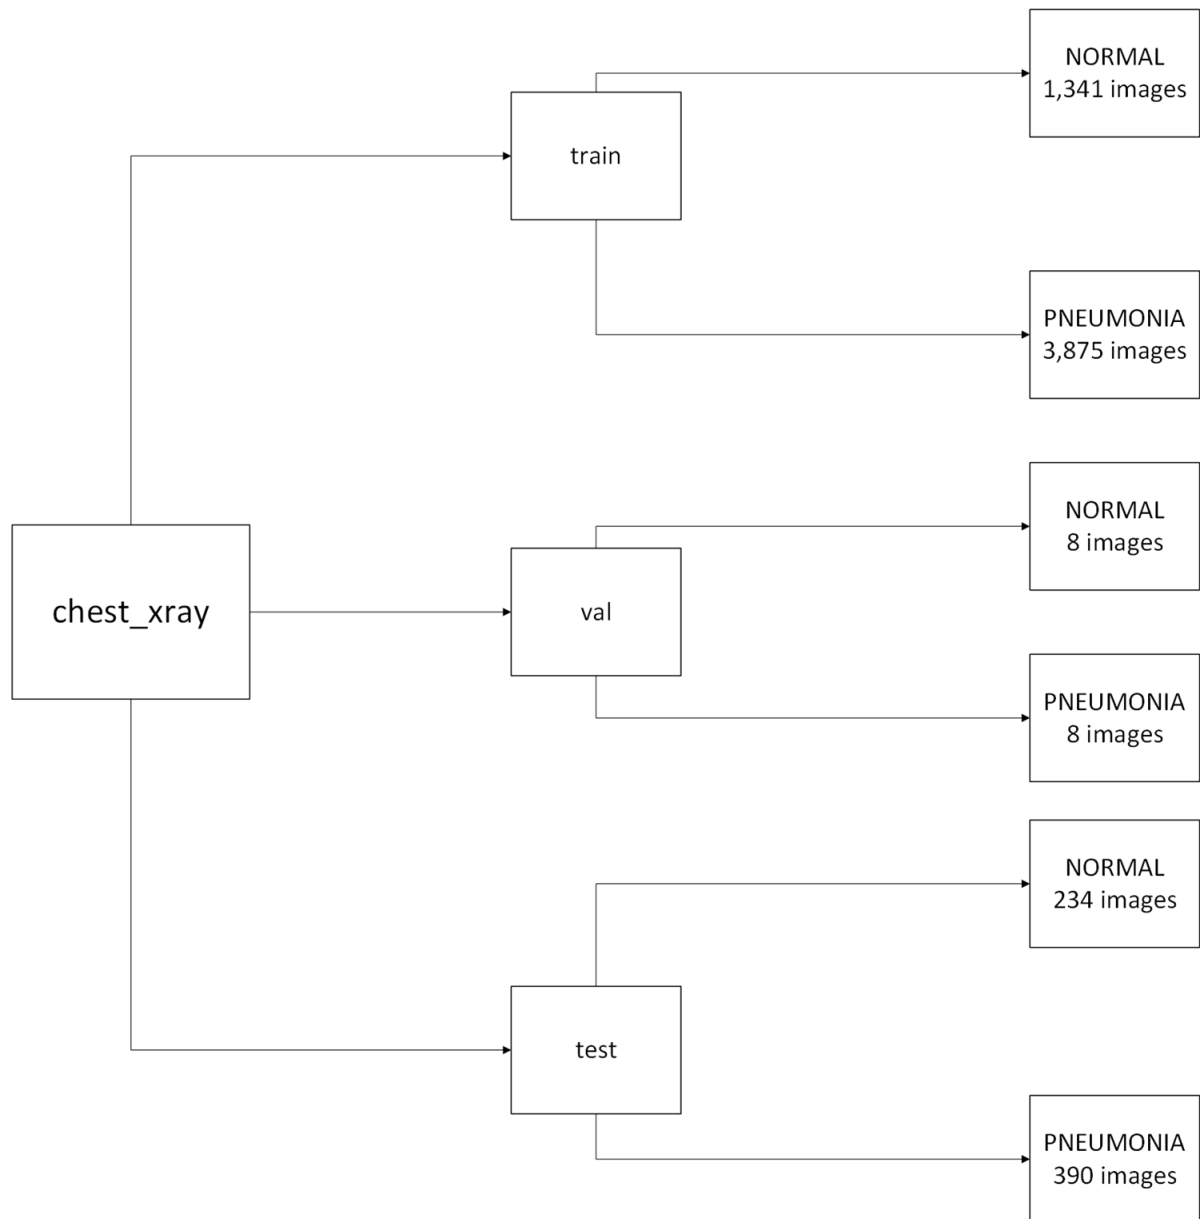 NORMAL
1,341 images
train
PNEUMONIA
3,875 images
NORMAL
8 images
chest_xray
val
PNEUMONIA
8 images
NORMAL
234 images
test
PNEUMONIA
390 images